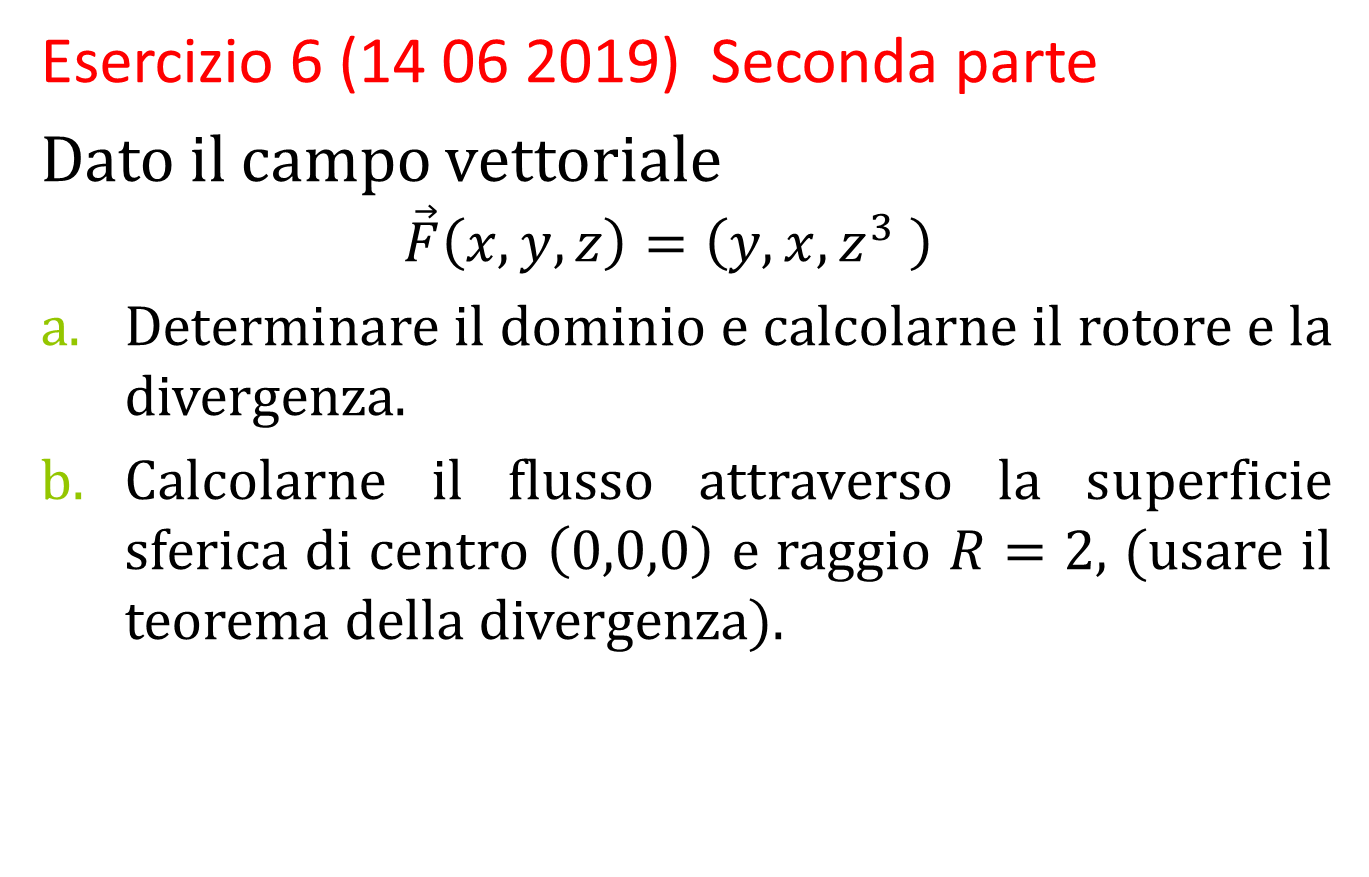 Esercizio 6 (14 06 2019) Seconda parte
Dato il campo vettoriale
$\vec{F}(x, y, z) = (y, x, z^3)$
a. Determinare il dominio e calcolarne il rotore e la
divergenza.
b. Calcolarne il flusso attraverso la superficie
sferica di centro (0,0,0) e raggio $R = 2$, (usare il
teorema della divergenza).